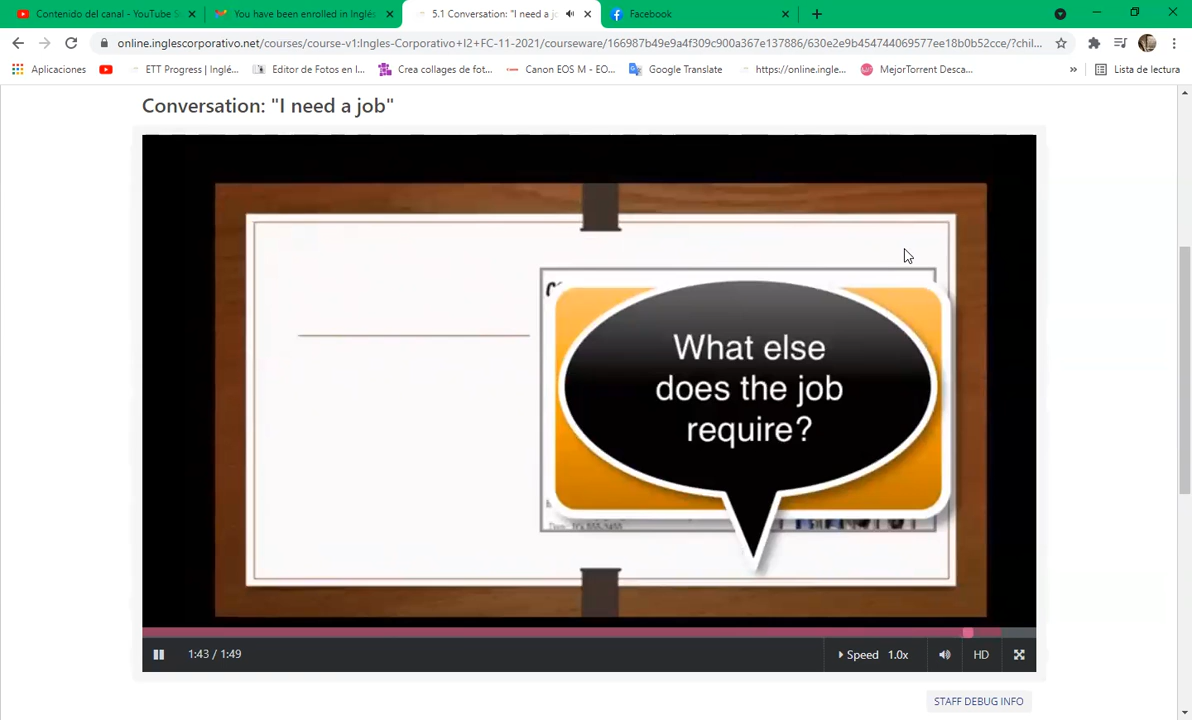 Contenido del canal - YouTube S
You have been enrolled in Inglés
5.1 Conversation: "I need a jo
Facebook
online.inglescorporativo.net/courses/course-v1:Ingles-Corporativo+I2+FC-11-2021/courseware/166987b49e9a4f309c900a367e137886/630e2e9b454744069577ee18b0b52cce/?chil...
Aplicaciones
ETT Progress | Inglé...
Editor de Fotos en l...
Crea collages de fot...
Canon EOS M - EO...
Google Translate
https://online.ingle...
MejorTorrent Desca...
»
Lista de lectura
Conversation: "I need a job"
What else
does the job
require?
1:43 / 1:49
Speed 1.0x
HD
STAFF DEBUG INFO